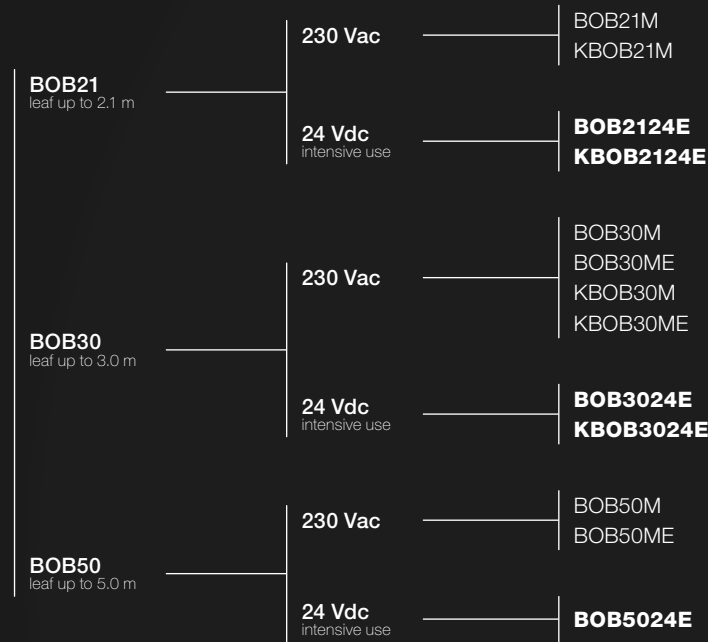 BOB21
leaf up to 2.1 m
230 Vac
BOB21M
KBOB21M
24 Vdc
intensive use
BOB2124E
KBOB2124E
BOB30
leaf up to 3.0 m
230 Vac
BOB30M
BOB30ME
KBOB30M
KBOB30ME
24 Vdc
intensive use
BOB3024E
KBOB3024E
BOB50
leaf up to 5.0 m
230 Vac
BOB50M
BOB50ME
24 Vdc
intensive use
BOB5024E